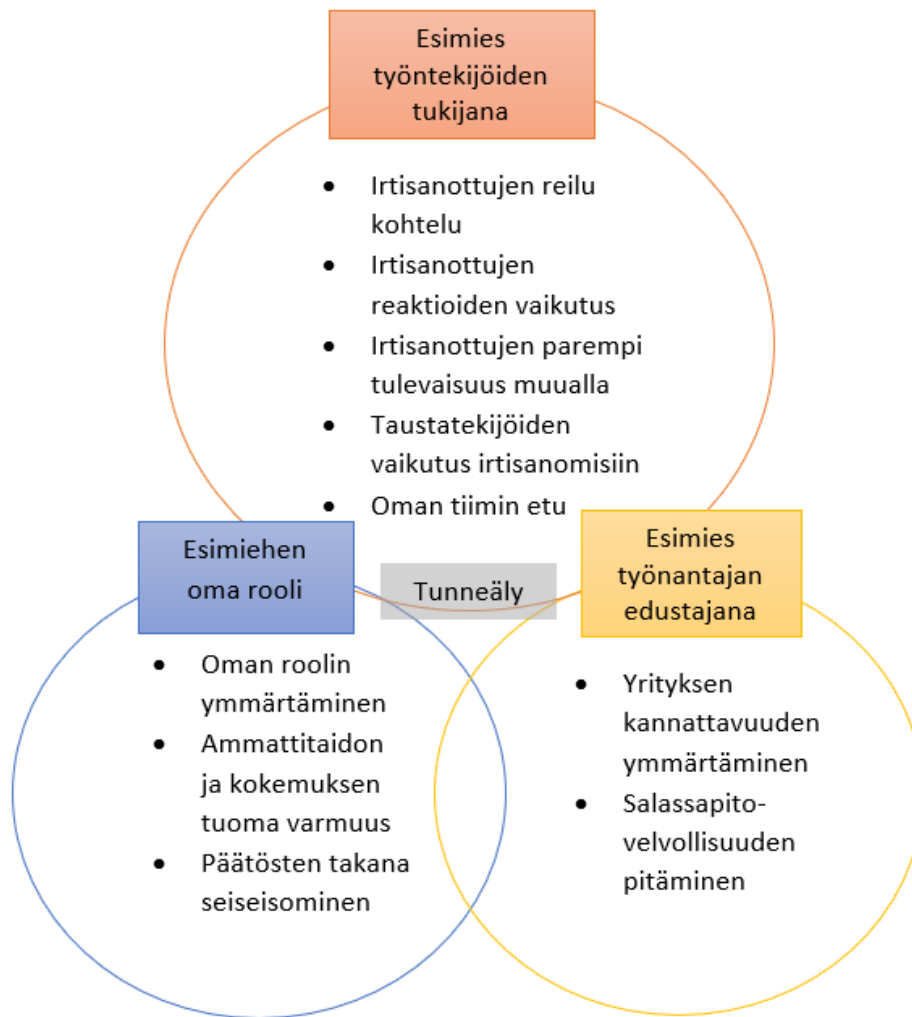 Esimies
työntekijöiden
tukijana
• Irtisanottujen reilu
kohtelu
• Irtisanottujen
reaktioiden vaikutus
• Irtisanottujen parempi
tulevaisuus muualla
• Taustatekijöiden
vaikutus irtisanomisiin
• Oman tiimin etu
Esimiehen
oma rooli
Tunneäly
Esimies
työnantajan
edustajana
• Oman roolin
ymmärtäminen
• Ammattitaidon
ja kokemuksen
tuoma varmuus
• Päätösten takana
seiseisominen
• Yrityksen
kannattavuuden
ymmärtäminen
• Salassapito-
velvollisuuden
pitäminen